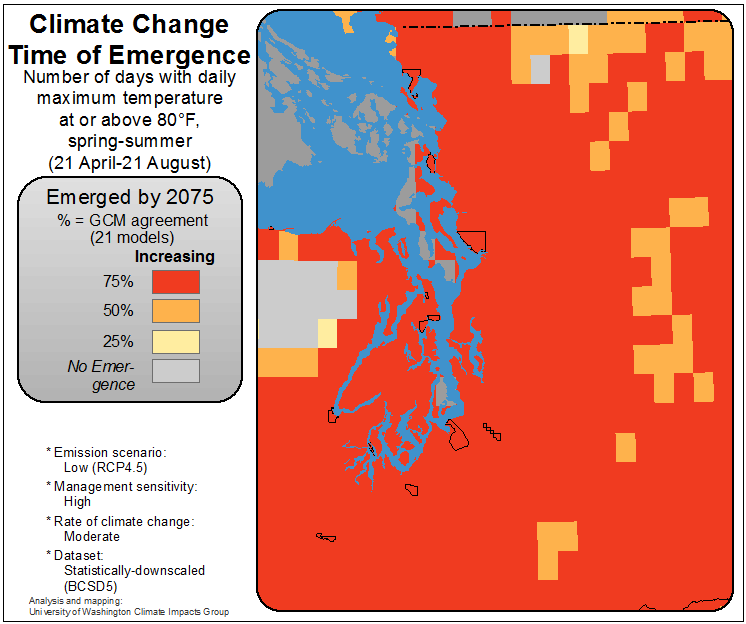 Climate Change
Time of Emergence
Number of days with daily
maximum temperature
at or above 80°F,
spring-summer
(21 April-21 August)
Emerged by 2075
% = GCM agreement
(21 models)
Increasing
75%
50%
25%
No Emer-
gence
* Emission scenario:
Low (RCP4.5)
* Management sensitivity:
High
* Rate of climate change:
Moderate
* Dataset:
Statistically-downscaled
(BCSD5)
Analysis and mapping:
University of Washington Climate Impacts Group